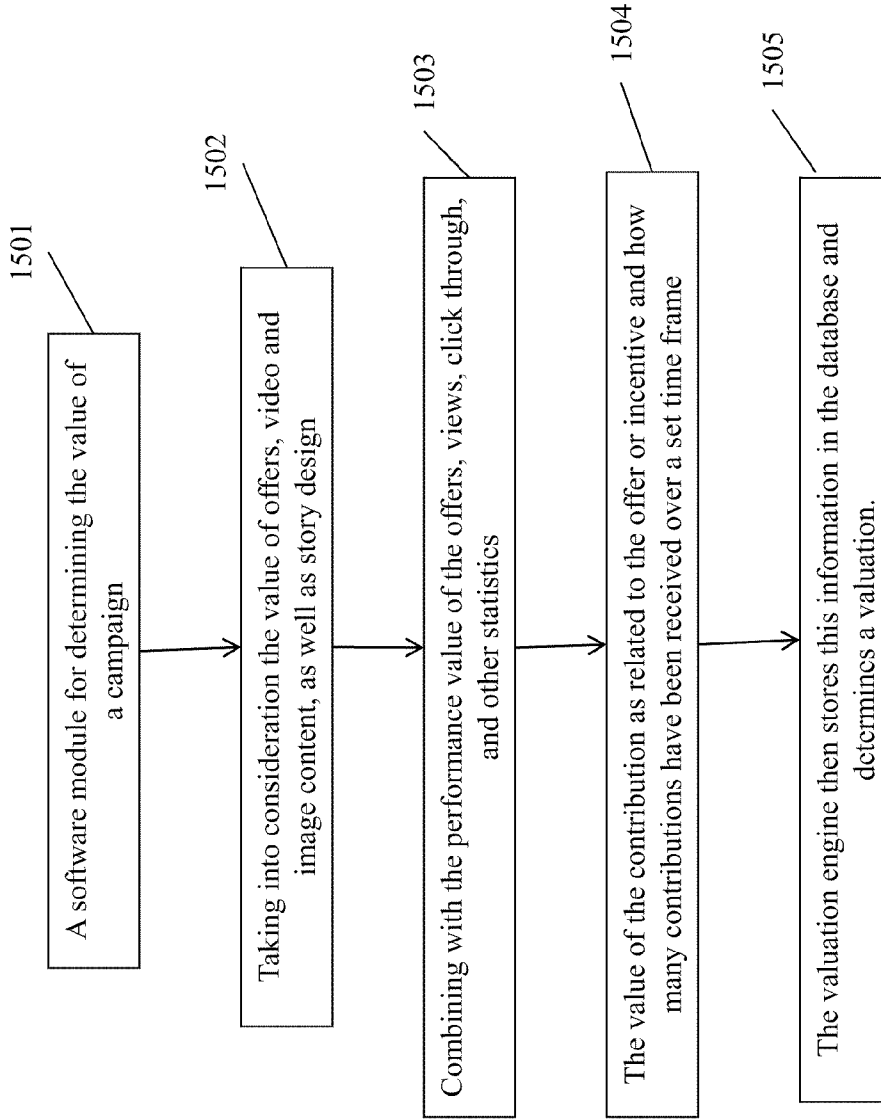 1501
A software module for determining the value of
a campaign
1502
Taking into consideration the value of offers, video and
image content, as well as story design
1503
Combining with the performance value of the offers, views, click through,
and other statistics
1504
The value of the contribution as related to the offer or incentive and how
many contributions have been received over a set time frame
1505
The valuation engine then stores this information in the database and
determines a valuation.